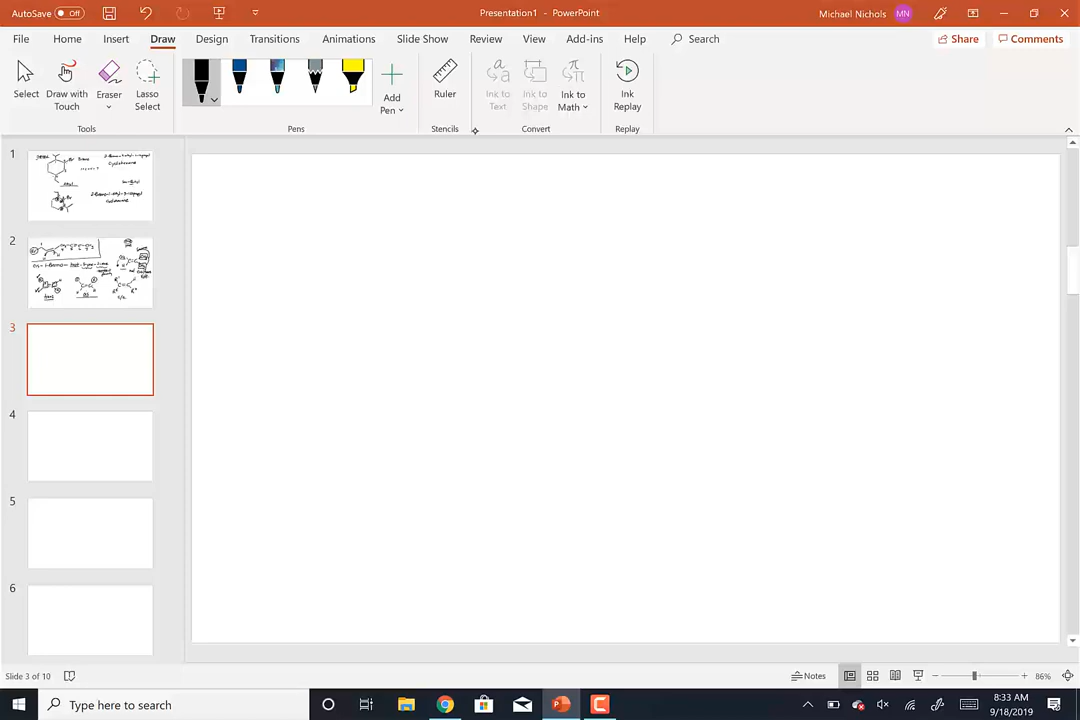 AutoSave Off Presentation1 - PowerPoint Michael Nichols MN
File Home Insert Draw Design Transitions Animations Slide Show Review View Add-ins Help Search Share Comments
Select Draw with Touch Eraser Lasso Select Add Pen Ruler Ink to Text Ink to Shape Ink to Math Ink Replay
Tools Pens Stencils Convert Replay
1
2
3
4
5
6
Slide 3 of 10 Notes 86%
Type here to search 8:33 AM
9/18/2019